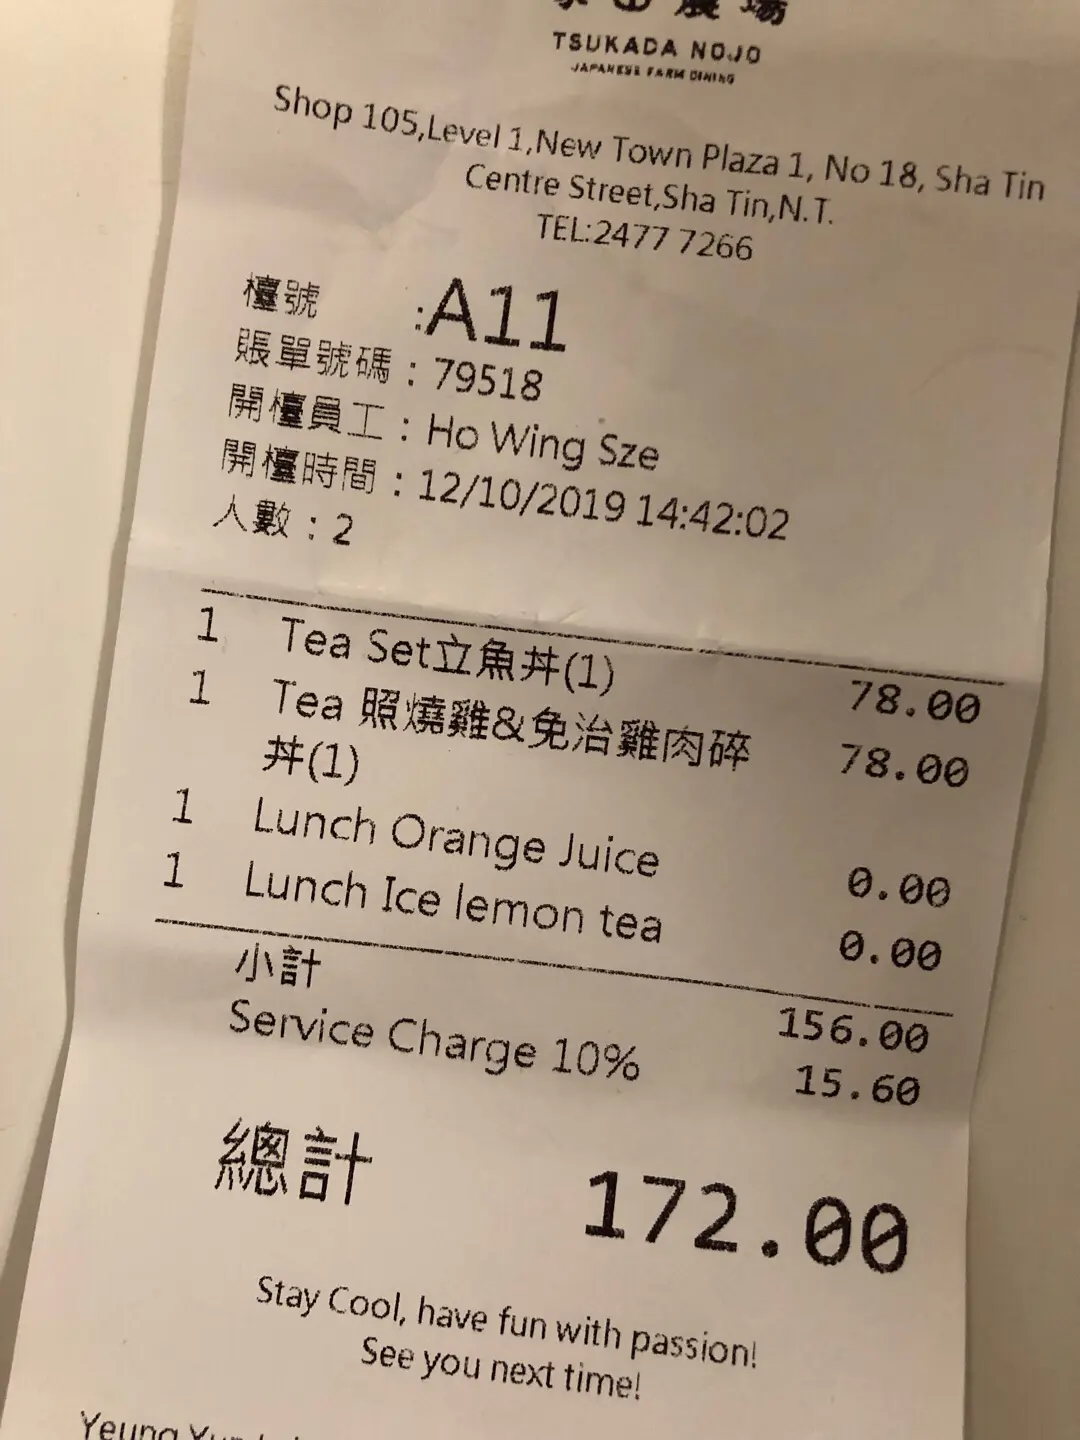 農場
TSUKADA NOJO
JAPANESE FARM DINING
Shop 105,Level 1,New Town Plaza 1, No 18, Sha Tin
Centre Street,Sha Tin,N.T.
TEL:2477 7266
檯號 :A11
賬單號碼 : 79518
開檯員工 : Ho Wing Sze
開檯時間 : 12/10/2019 14:42:02
人數 : 2
1 Tea Set立魚丼(1) 78.00
1 Tea 照燒雞&免治雞肉碎 78.00
丼(1)
1 Lunch Orange Juice 0.00
1 Lunch Ice lemon tea 0.00
小計 156.00
Service Charge 10% 15.60
總計 172.00
Stay Cool, have fun with passion!
See you next time!
Yeung